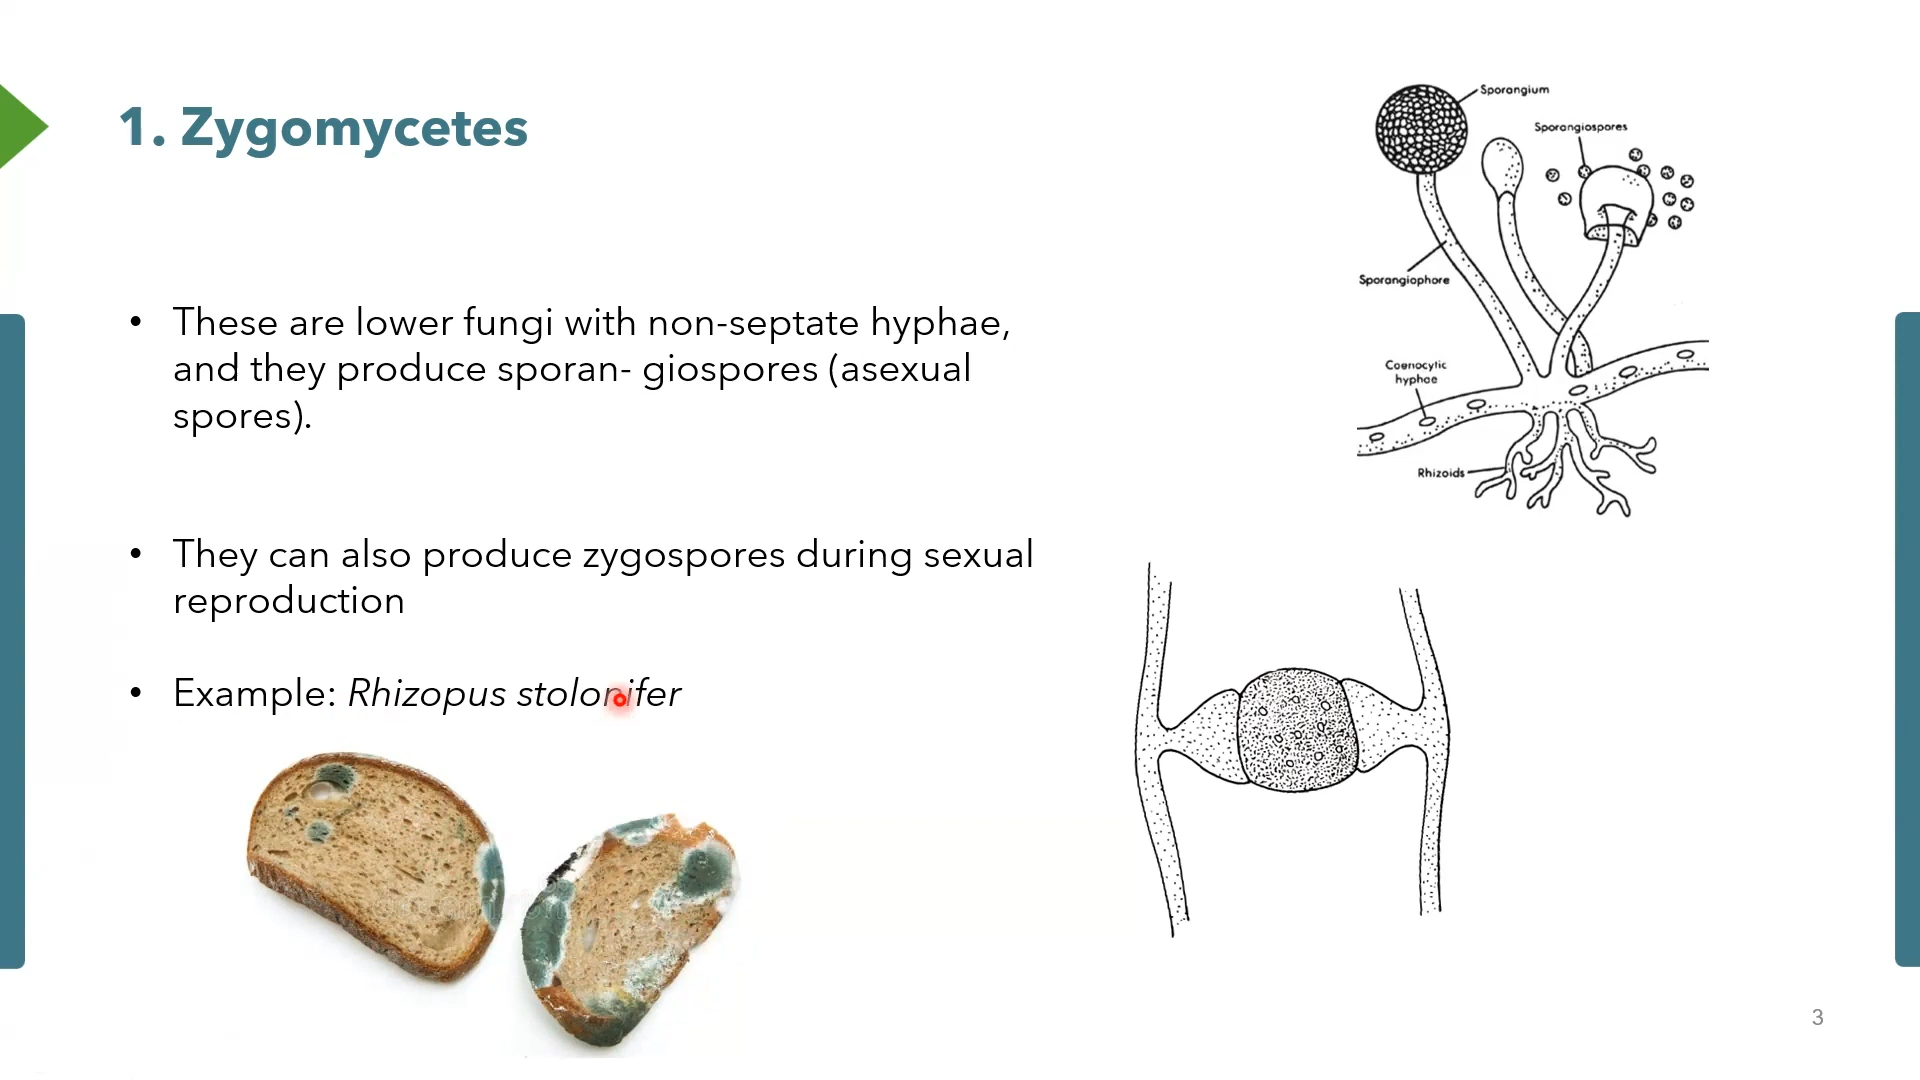 1. Zygomycetes
• These are lower fungi with non-septate hyphae,
and they produce sporan- giospores (asexual
spores).
• They can also produce zygospores during sexual
reproduction
• Example: Rhizopus stolonifer
Sporangium
Sporangiospores
Sporangiophore
Coenocytic
hyphae
Rhizoids
3